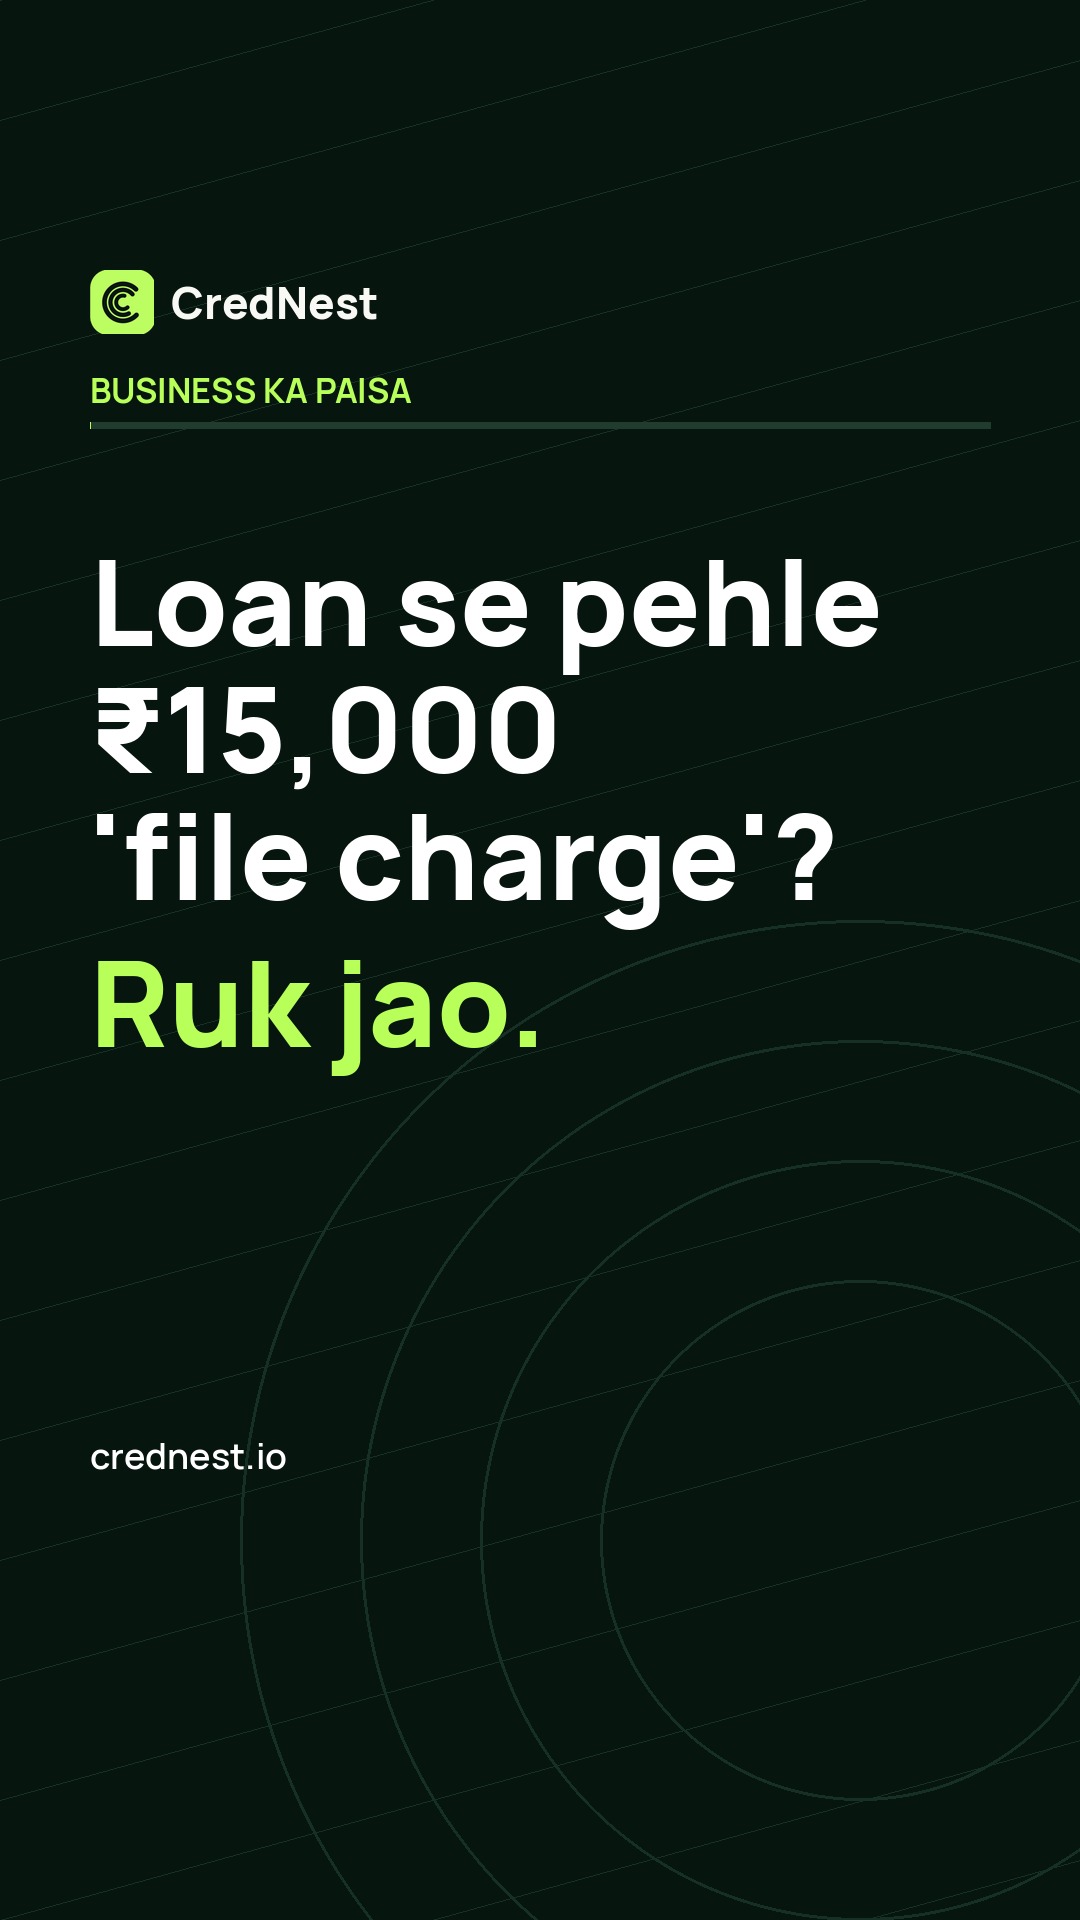 CredNest
BUSINESS KA PAISA
Loan se pehle
₹15,000
'file charge'?
Ruk jao.
crednest.io